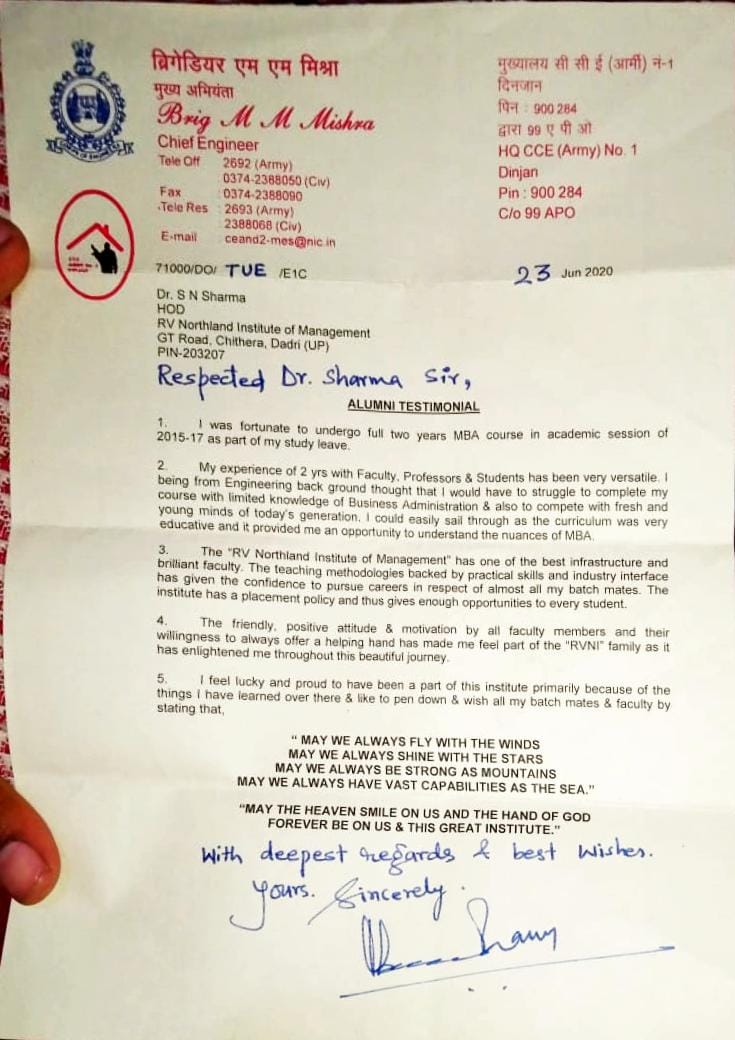 ब्रिगेडियर एम एम मिश्रा
मुख्य अभियंता
Brig M M Mishra
Chief Engineer
Tele Off 2692 (Army)
: 0374-2388050 (Civ)
Fax : 0374-2388090
Tele Res : 2693 (Army)
2388068 (Civ)
E-mail : ceand2-mes@nic.in
मुख्यालय सी सी ई (आर्मी) नं-1
दिनजान
पिन : 900 284
द्वारा 99 ए पी ओ
HQ CCE (Army) No. 1
Dinjan
Pin : 900 284
C/o 99 APO
71000/DO/ TUE /E1C
23 Jun 2020
Dr. S N Sharma
HOD
RV Northland Institute of Management
GT Road, Chithera, Dadri (UP)
PIN-203207
Respected Dr. Sharma Sir,
ALUMNI TESTIMONIAL
1. I was fortunate to undergo full two years MBA course in academic session of
2015-17 as part of my study leave.
2. My experience of 2 yrs with Faculty, Professors & Students has been very versatile. I
being from Engineering back ground thought that I would have to struggle to complete my
course with limited knowledge of Business Administration & also to compete with fresh and
young minds of today's generation. I could easily sail through as the curriculum was very
educative and it provided me an opportunity to understand the nuances of MBA.
3. The "RV Northland Institute of Management" has one of the best infrastructure and
brilliant faculty. The teaching methodologies backed by practical skills and industry interface
has given the confidence to pursue careers in respect of almost all my batch mates. The
institute has a placement policy and thus gives enough opportunities to every student.
4. The friendly, positive attitude & motivation by all faculty members and their
willingness to always offer a helping hand has made me feel part of the "RVNI" family as it
has enlightened me throughout this beautiful journey.
5. I feel lucky and proud to have been a part of this institute primarily because of the
things I have learned over there & like to pen down & wish all my batch mates & faculty by
stating that,
" MAY WE ALWAYS FLY WITH THE WINDS
MAY WE ALWAYS SHINE WITH THE STARS
MAY WE ALWAYS BE STRONG AS MOUNTAINS
MAY WE ALWAYS HAVE VAST CAPABILITIES AS THE SEA."
"MAY THE HEAVEN SMILE ON US AND THE HAND OF GOD
FOREVER BE ON US & THIS GREAT INSTITUTE."
With deepest regards & best wishes.
Yours. Sincerely.